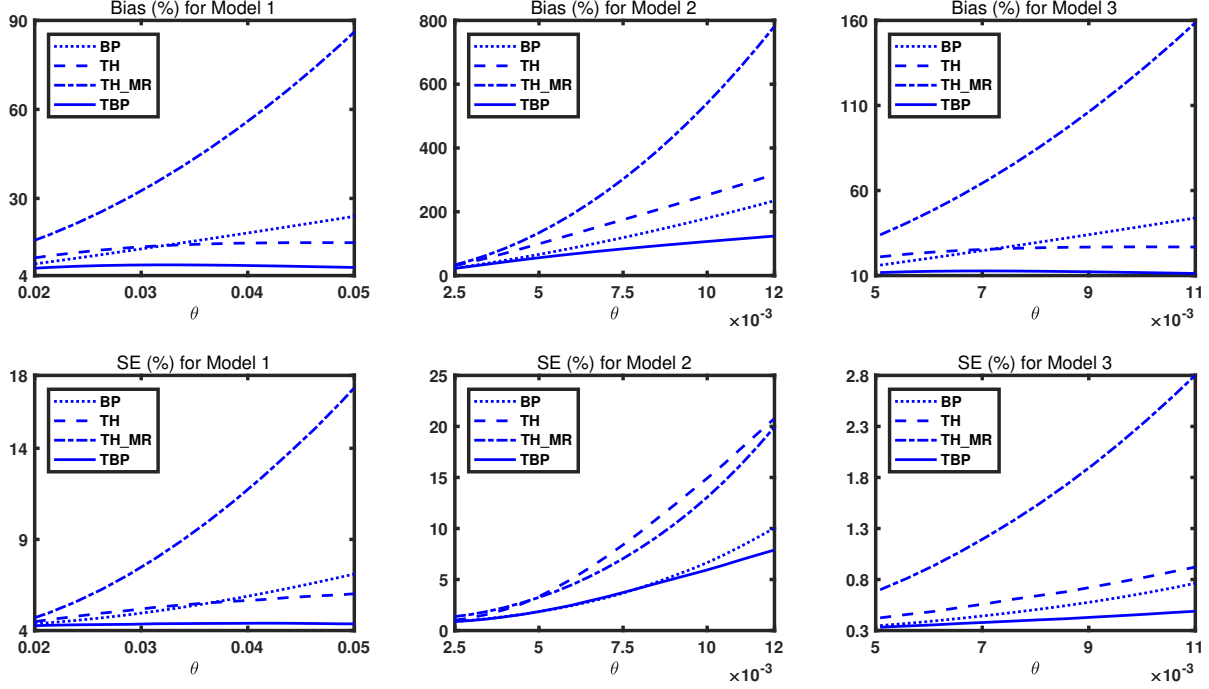 Bias (%) for Model 1
90
60
30
4
BP
TH
TH_MR
TBP
0.02
0.03
0.04
0.05
θ
Bias (%) for Model 2
800
600
400
200
0
BP
TH
TH_MR
TBP
2.5
5
7.5
10
12
θ
×10-3
Bias (%) for Model 3
160
110
60
10
BP
TH
TH_MR
TBP
5
7
9
11
θ
×10-3
SE (%) for Model 1
18
14
9
4
BP
TH
TH_MR
TBP
0.02
0.03
0.04
0.05
θ
SE (%) for Model 2
25
20
15
10
5
0
BP
TH
TH_MR
TBP
2.5
5
7.5
10
12
θ
×10-3
SE (%) for Model 3
2.8
2.3
1.8
1.3
0.8
0.3
BP
TH
TH_MR
TBP
5
7
9
11
θ
×10-3